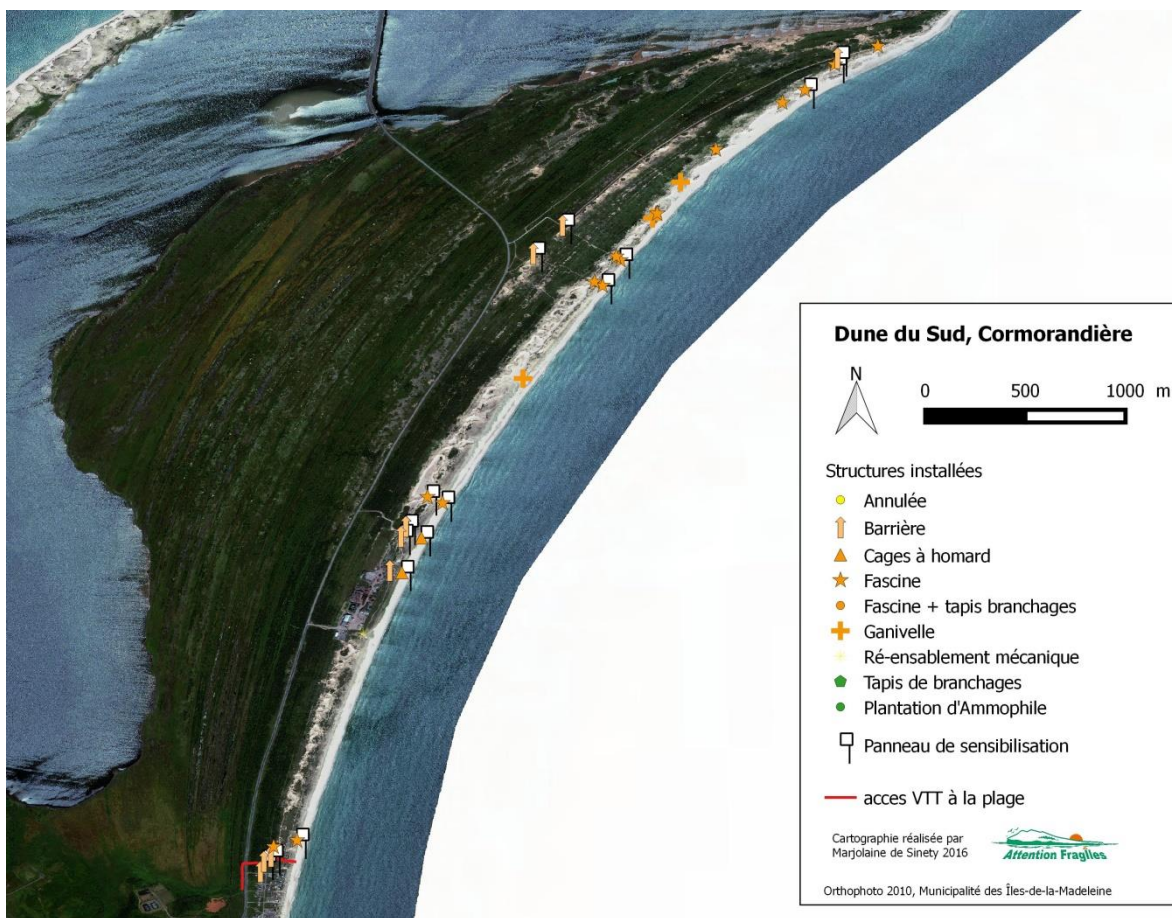 Dune du Sud, Cormorandière
N
0 500 1000 m
Structures installées
Annulée
Barrière
Cages à homard
Fascine
Fascine + tapis branchages
Ganivelle
Ré-ensablement mécanique
Tapis de branchages
Plantation d'Ammophile
Panneau de sensibilisation
acces VTT à la plage
Cartographie réalisée par
Marjolaine de Sinety 2016
Attention Fragîles
Orthophoto 2010, Municipalité des Îles-de-la-Madeleine